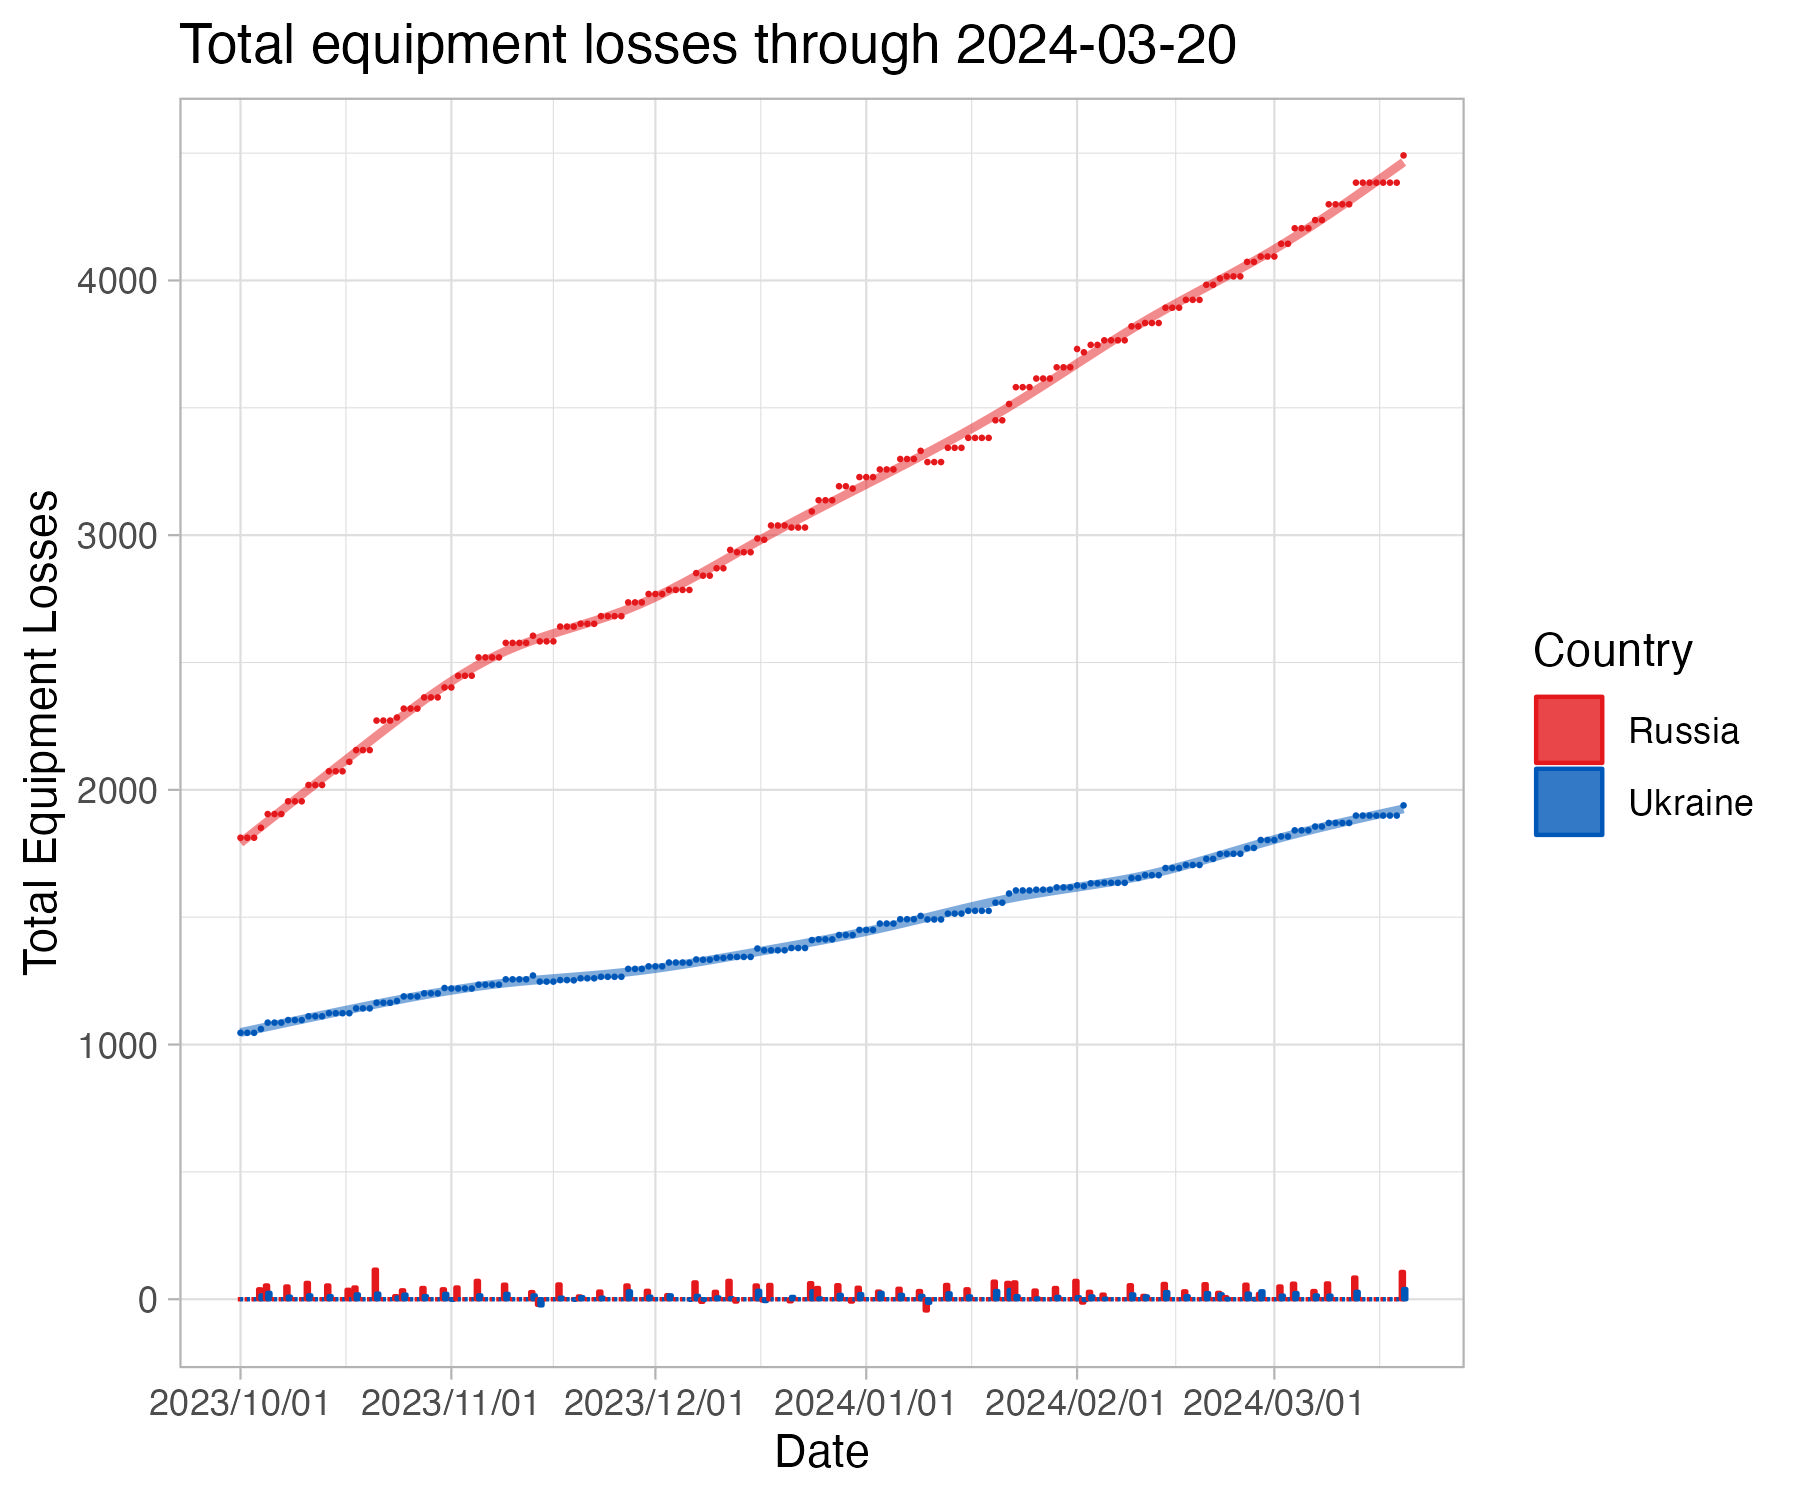 Total equipment losses through 2024-03-20
Total Equipment Losses
4000
3000
2000
1000
0
2023/10/01
2023/11/01
2023/12/01
2024/01/01
2024/02/01
2024/03/01
Date
Country
Russia
Ukraine